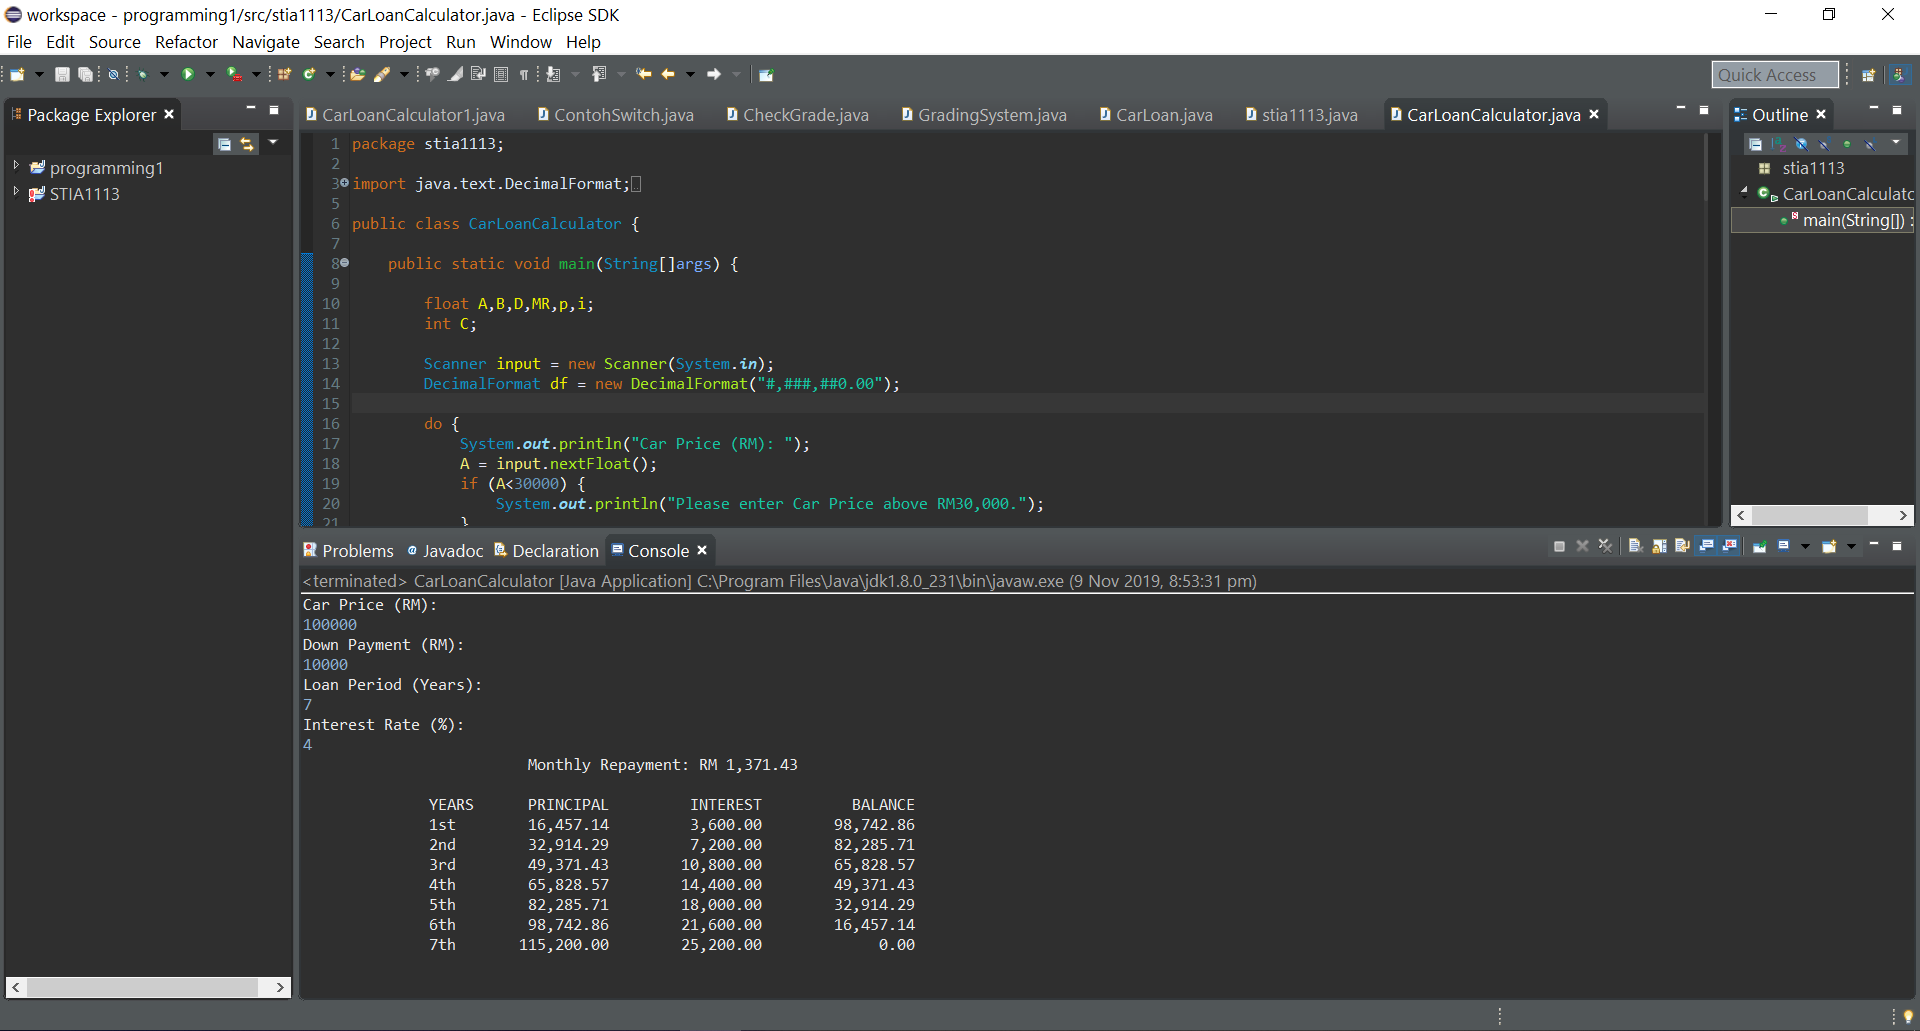 workspace - programming1/src/stia1113/CarLoanCalculator.java - Eclipse SDK
File Edit Source Refactor Navigate Search Project Run Window Help
Quick Access
Package Explorer
programming1
STIA1113
CarLoanCalculator1.java ContohSwitch.java CheckGrade.java GradingSystem.java CarLoan.java stia1113.java CarLoanCalculator.java
1 package stia1113;
2
3 import java.text.DecimalFormat;
5
6 public class CarLoanCalculator {
7
8 public static void main(String[]args) {
9
10 float A,B,D,MR,p,i;
11 int C;
12
13 Scanner input = new Scanner(System.in);
14 DecimalFormat df = new DecimalFormat("#,###,##0.00");
15
16 do {
17 System.out.println("Car Price (RM): ");
18 A = input.nextFloat();
19 if (A<30000) {
20 System.out.println("Please enter Car Price above RM30,000.");
21 }
Outline
stia1113
CarLoanCalculatc
main(String[]) :
Problems Javadoc Declaration Console
<terminated> CarLoanCalculator [Java Application] C:\Program Files\Java\jdk1.8.0_231\bin\javaw.exe (9 Nov 2019, 8:53:31 pm)
Car Price (RM):
100000
Down Payment (RM):
10000
Loan Period (Years):
7
Interest Rate (%):
4
Monthly Repayment: RM 1,371.43
YEARS PRINCIPAL INTEREST BALANCE
1st 16,457.14 3,600.00 98,742.86
2nd 32,914.29 7,200.00 82,285.71
3rd 49,371.43 10,800.00 65,828.57
4th 65,828.57 14,400.00 49,371.43
5th 82,285.71 18,000.00 32,914.29
6th 98,742.86 21,600.00 16,457.14
7th 115,200.00 25,200.00 0.00